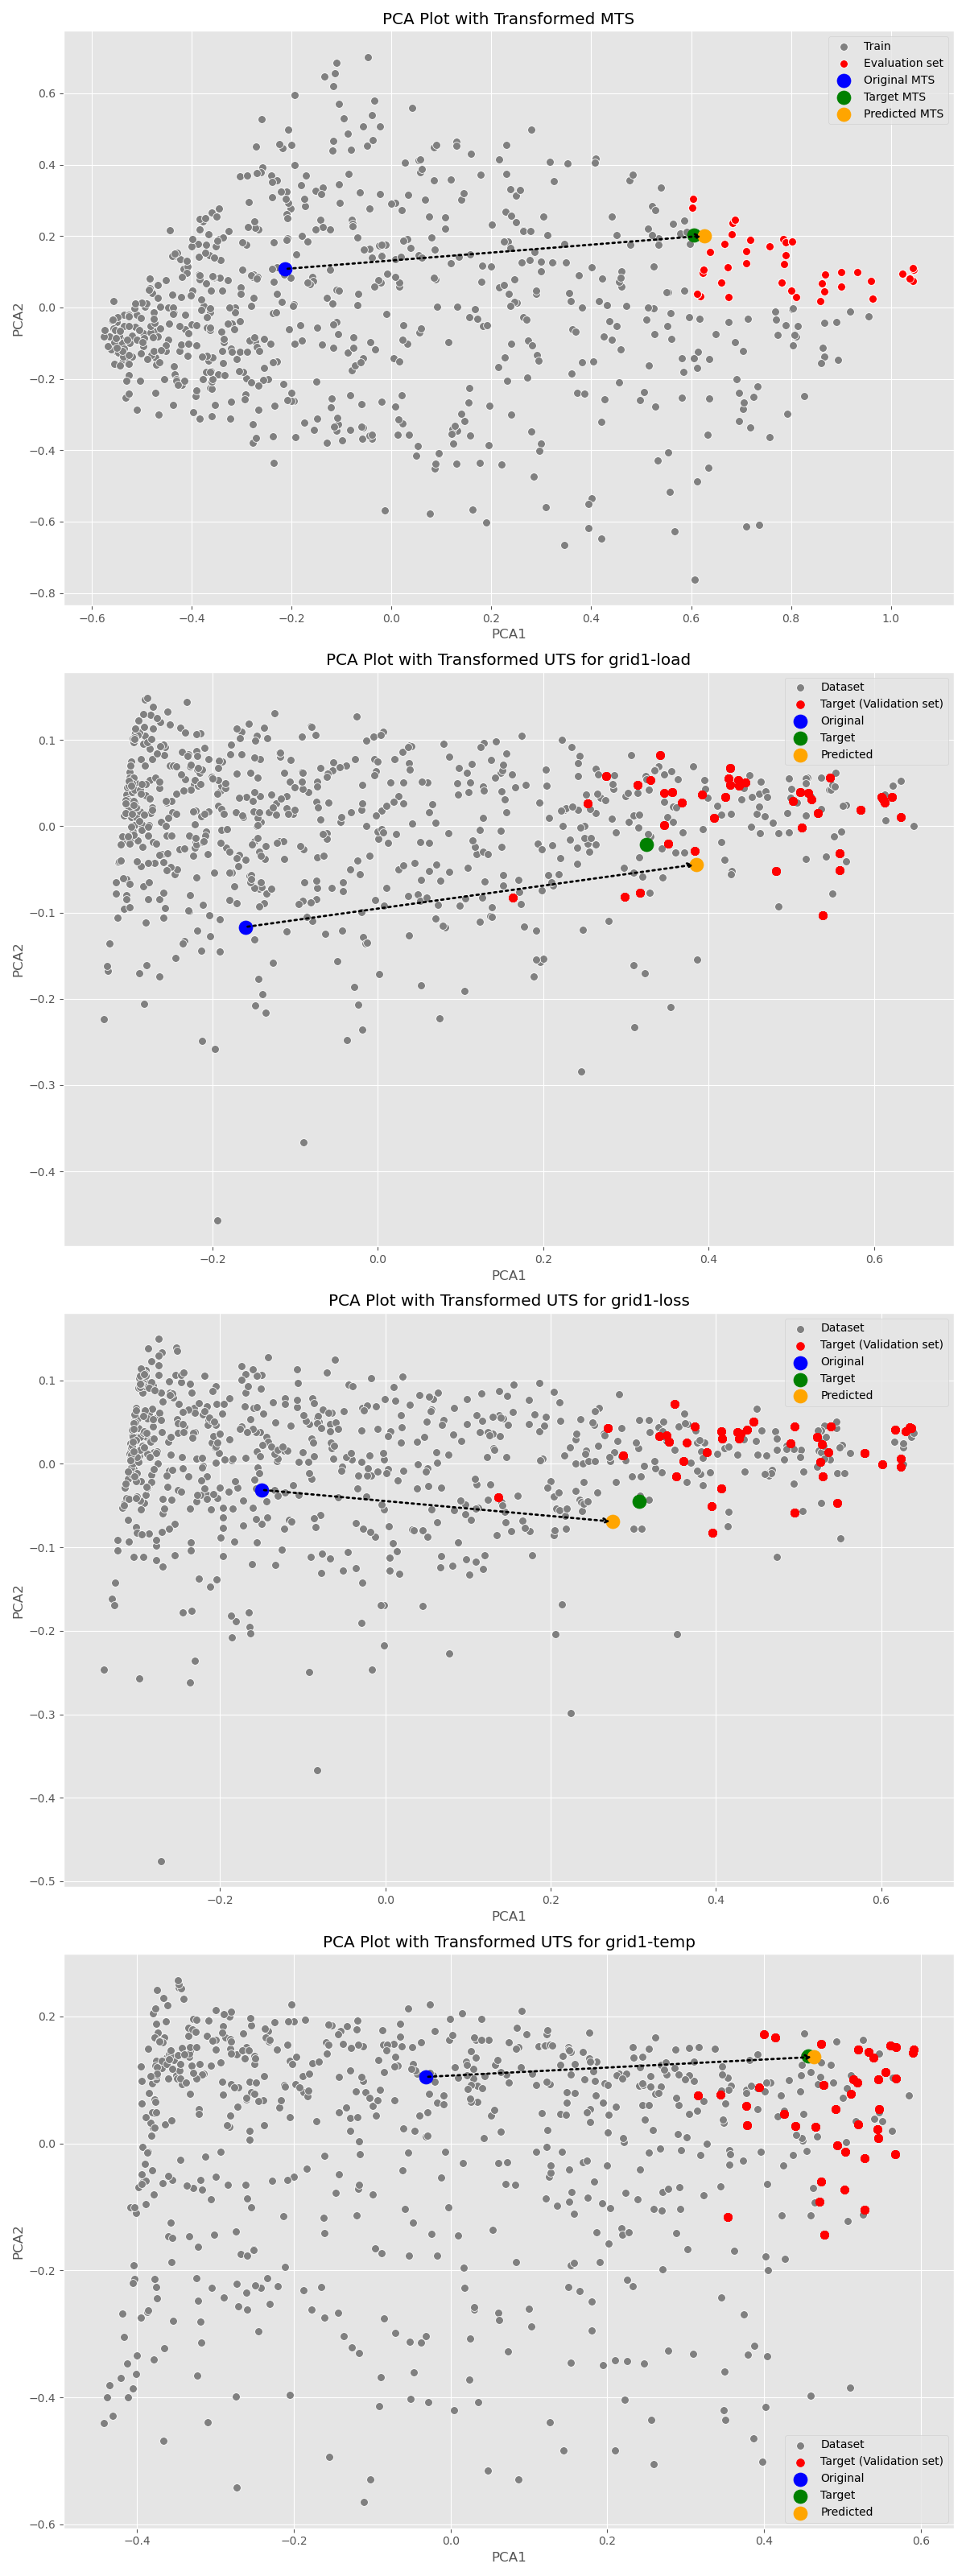 PCA Plot with Transformed MTS
Train
Evaluation set
Original MTS
Target MTS
Predicted MTS
0.6
0.4
0.2
0.0
−0.2
−0.4
−0.6
−0.8
PCA2
−0.6
−0.4
−0.2
0.0
0.2
0.4
0.6
0.8
1.0
PCA1
PCA Plot with Transformed UTS for grid1-load
Dataset
Target (Validation set)
Original
Target
Predicted
0.1
0.0
−0.1
−0.2
−0.3
−0.4
PCA2
−0.2
0.0
0.2
0.4
0.6
PCA1
PCA Plot with Transformed UTS for grid1-loss
Dataset
Target (Validation set)
Original
Target
Predicted
0.1
0.0
−0.1
−0.2
−0.3
−0.4
−0.5
PCA2
−0.2
0.0
0.2
0.4
0.6
PCA1
PCA Plot with Transformed UTS for grid1-temp
0.2
0.0
−0.2
−0.4
−0.6
PCA2
Dataset
Target (Validation set)
Original
Target
Predicted
−0.4
−0.2
0.0
0.2
0.4
0.6
PCA1